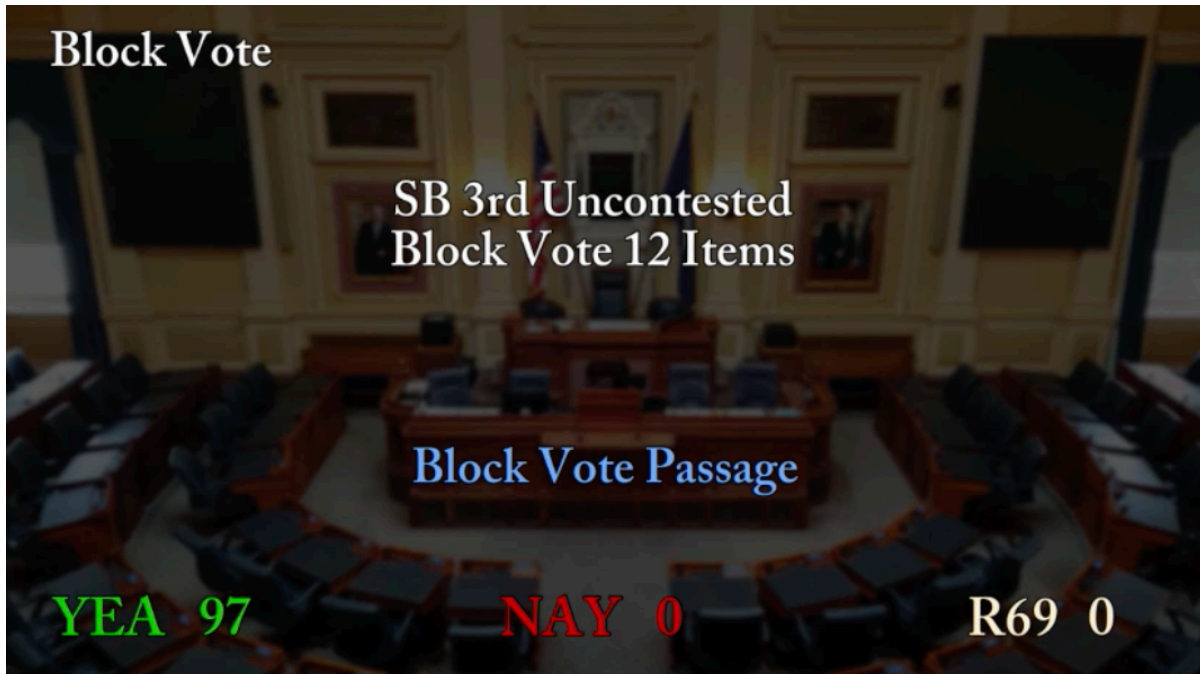 Block Vote
SB 3rd Uncontested
Block Vote 12 Items
Block Vote Passage
YEA 97 NAY 0 R69 0